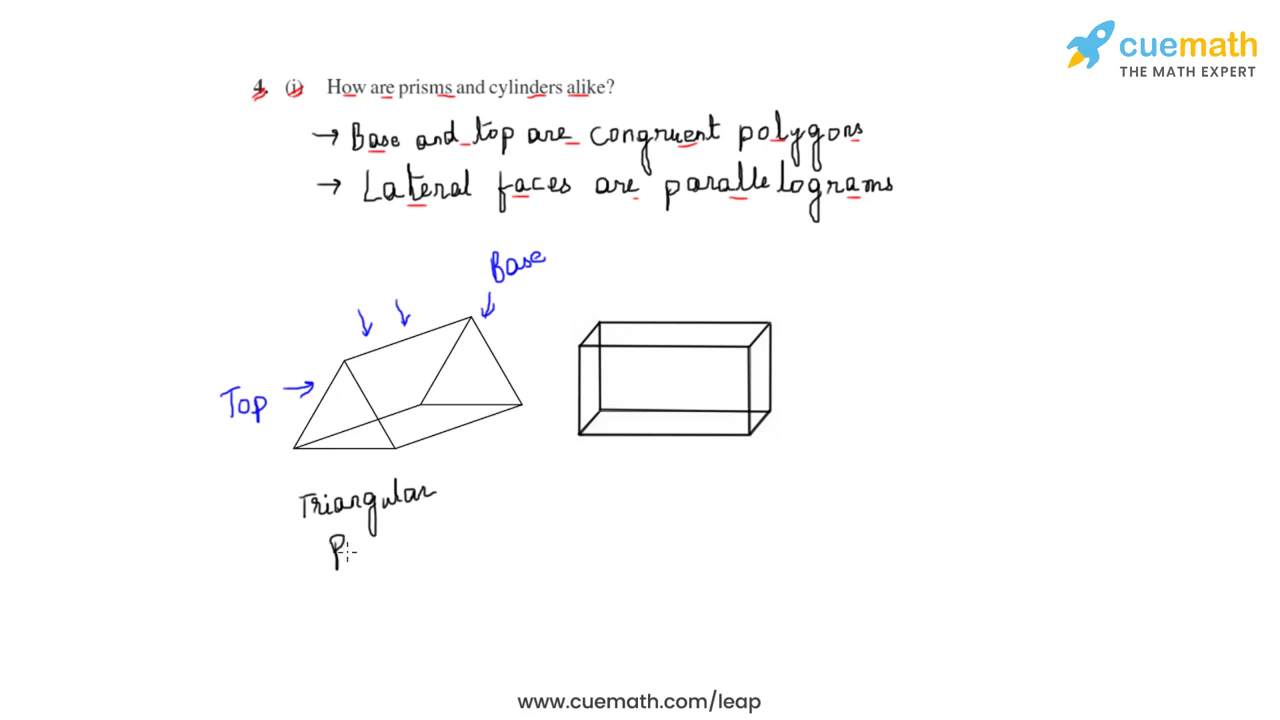 cuemath
THE MATH EXPERT
4. (i) How are prisms and cylinders alike?
→ Base and top are congruent polygons
→ Lateral faces are parallelograms
Base
Top →
Triangular
P
www.cuemath.com/leap